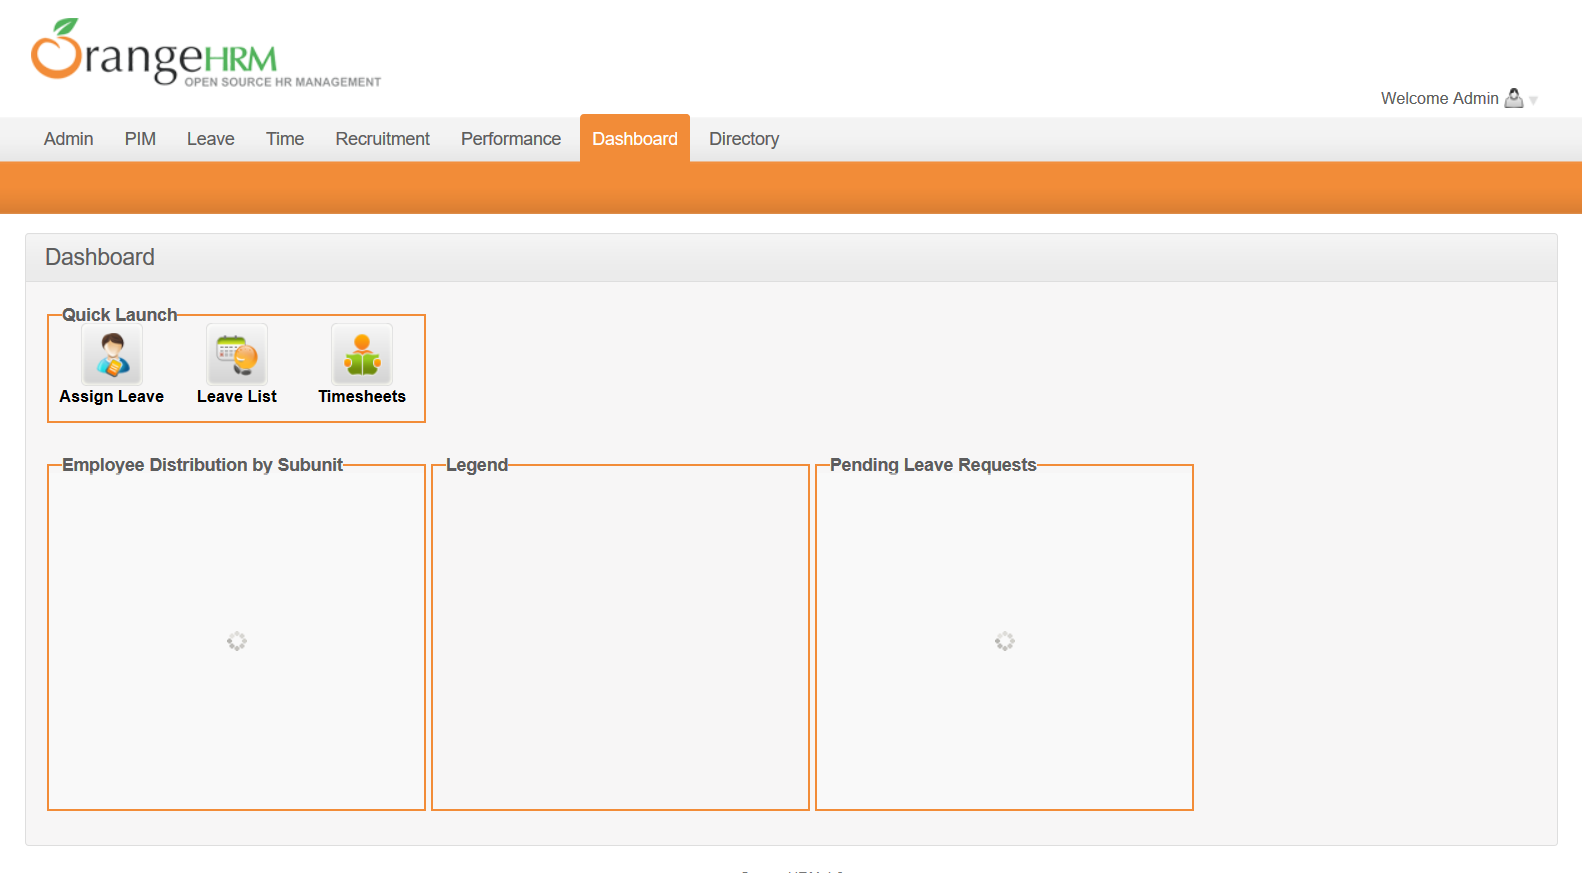 OrangeHRM
OPEN SOURCE HR MANAGEMENT
Welcome Admin
Admin PIM Leave Time Recruitment Performance Dashboard Directory
Dashboard
Quick Launch
Assign Leave Leave List Timesheets
Employee Distribution by Subunit Legend Pending Leave Requests